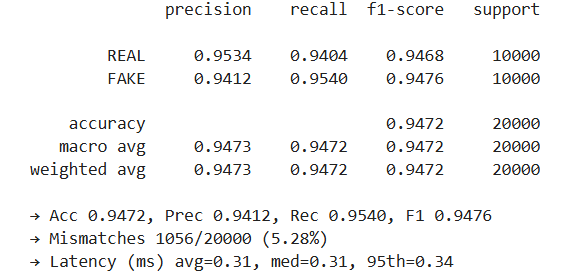 precision recall f1-score support
REAL 0.9534 0.9404 0.9468 10000
FAKE 0.9412 0.9540 0.9476 10000
accuracy 0.9472 20000
macro avg 0.9473 0.9472 0.9472 20000
weighted avg 0.9473 0.9472 0.9472 20000
→ Acc 0.9472, Prec 0.9412, Rec 0.9540, F1 0.9476
→ Mismatches 1056/20000 (5.28%)
→ Latency (ms) avg=0.31, med=0.31, 95th=0.34